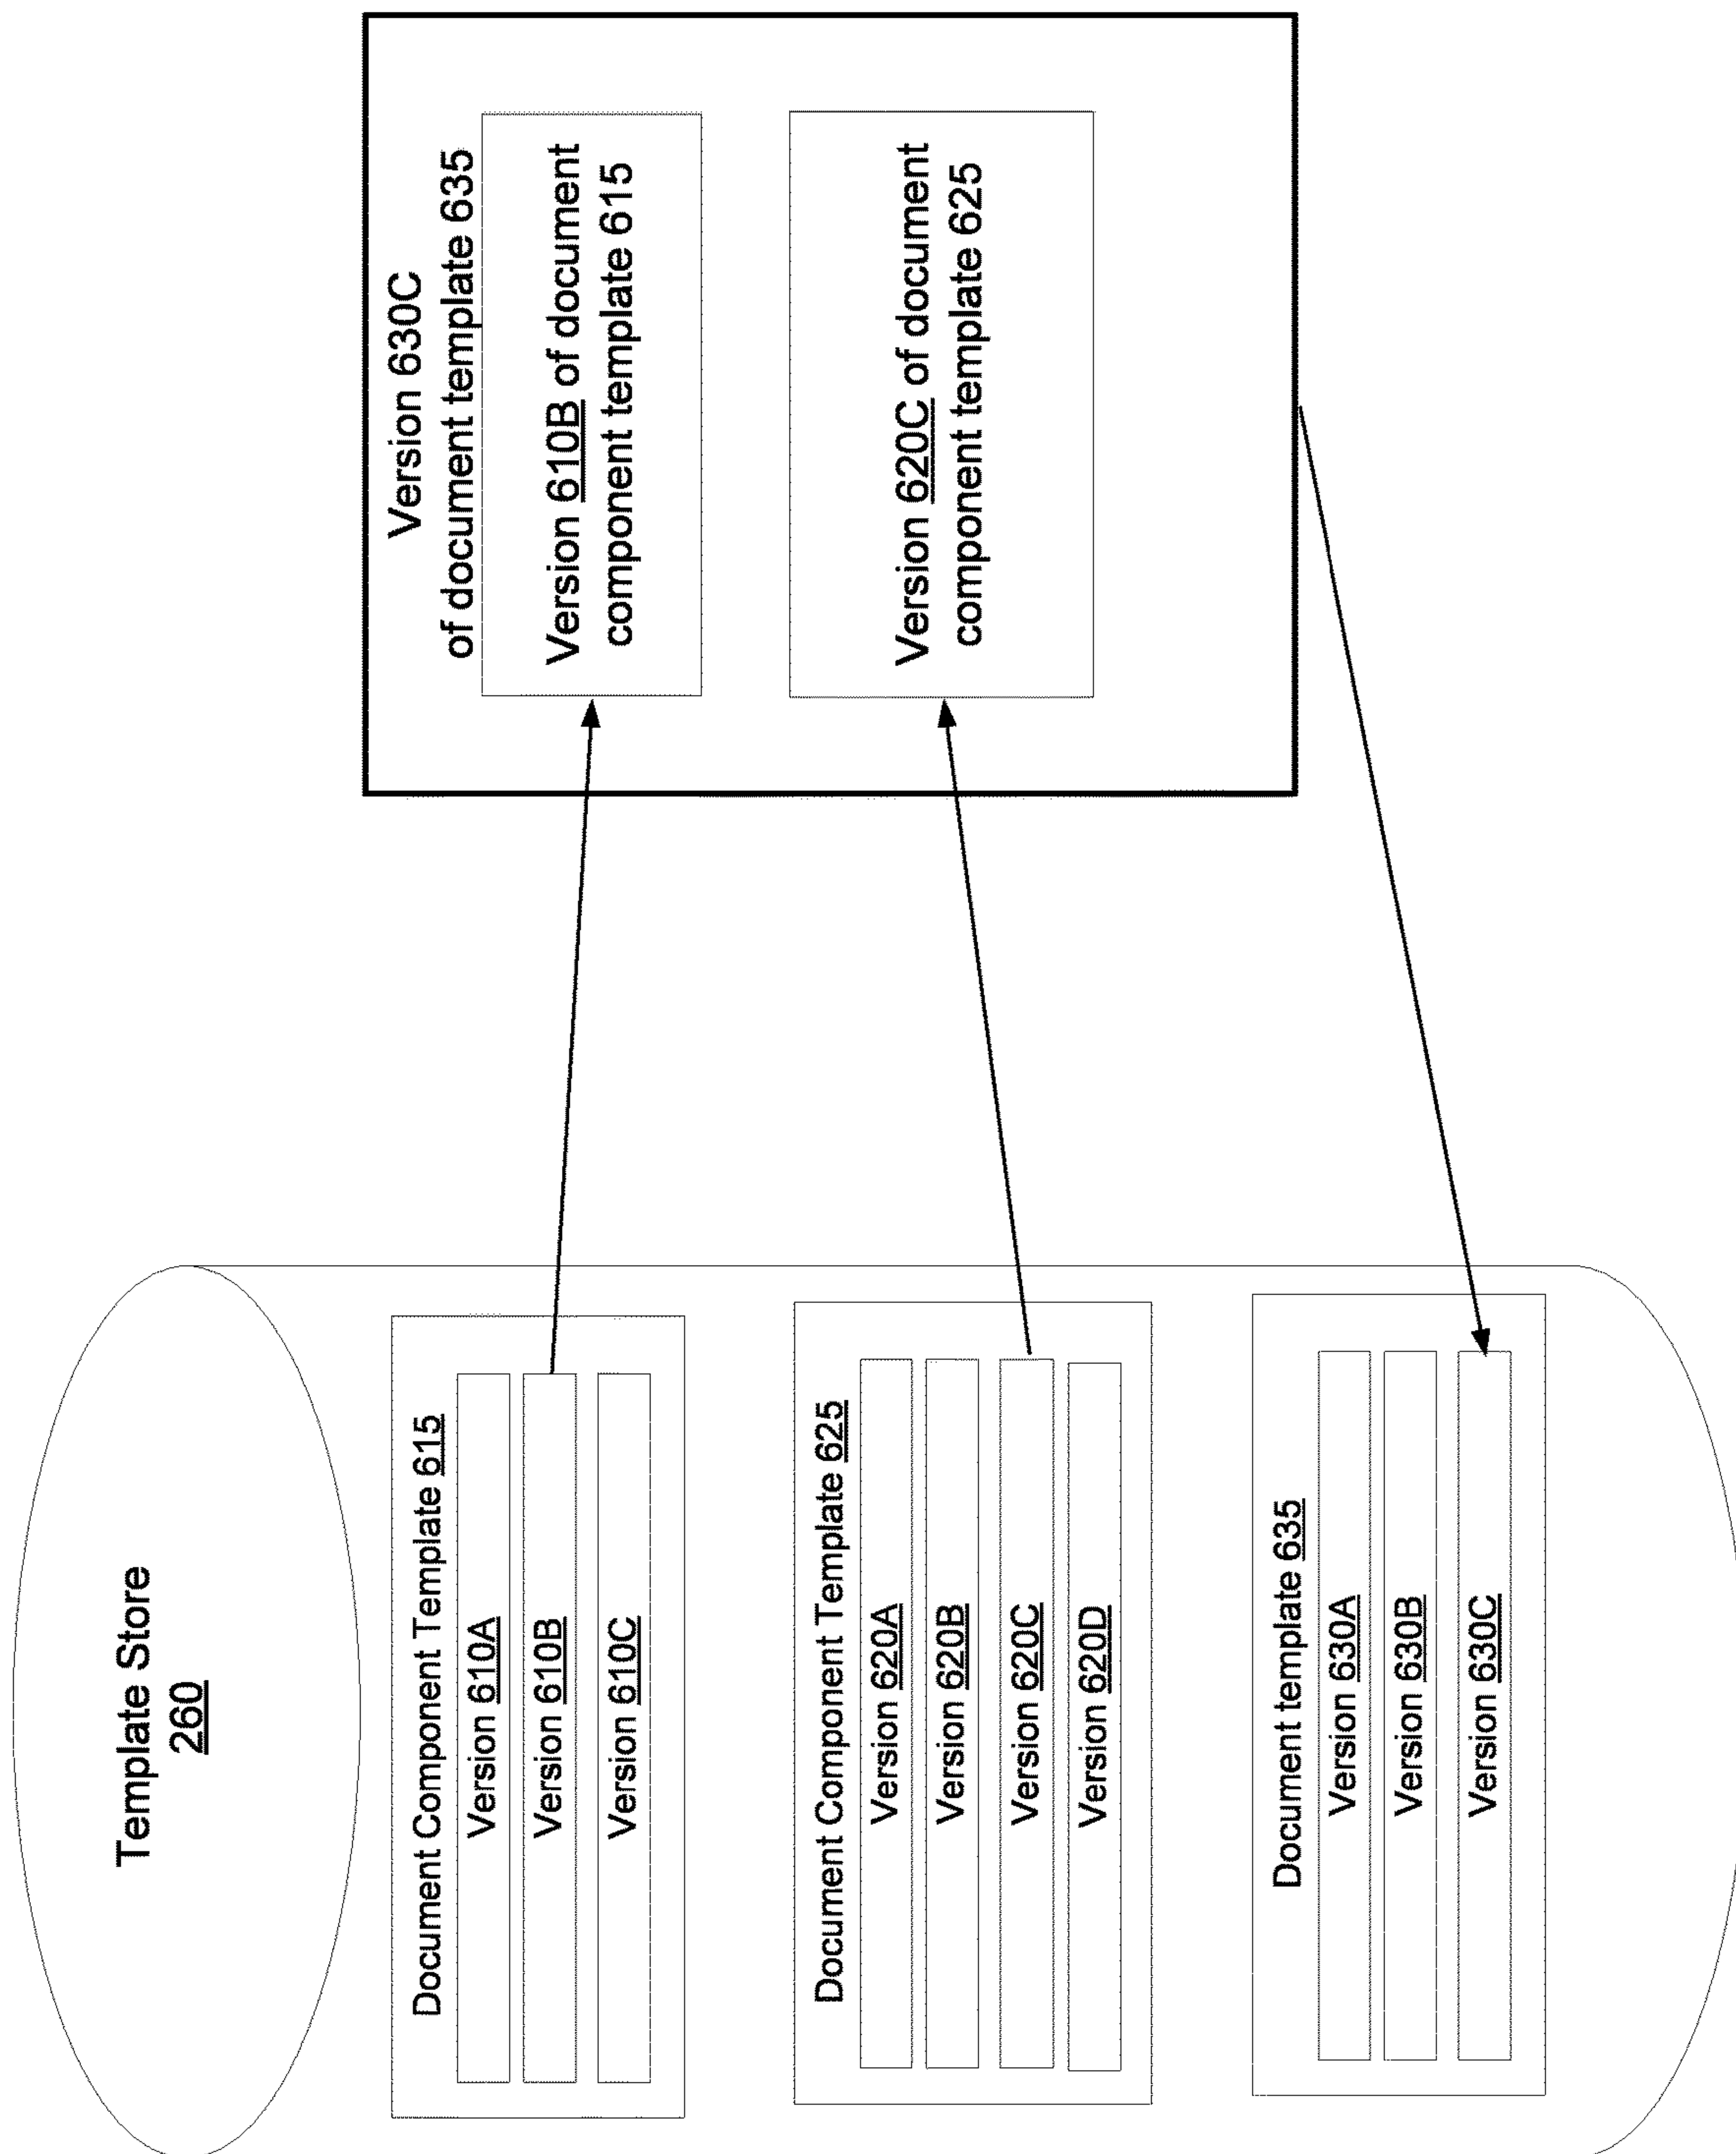 Template Store
260
Document Component Template 615
Version 610A
Version 610B
Version 610C
Document Component Template 625
Version 620A
Version 620B
Version 620C
Version 620D
Document template 635
Version 630A
Version 630B
Version 630C
Version 630C
of document template 635
Version 610B of document
component template 615
Version 620C of document
component template 625